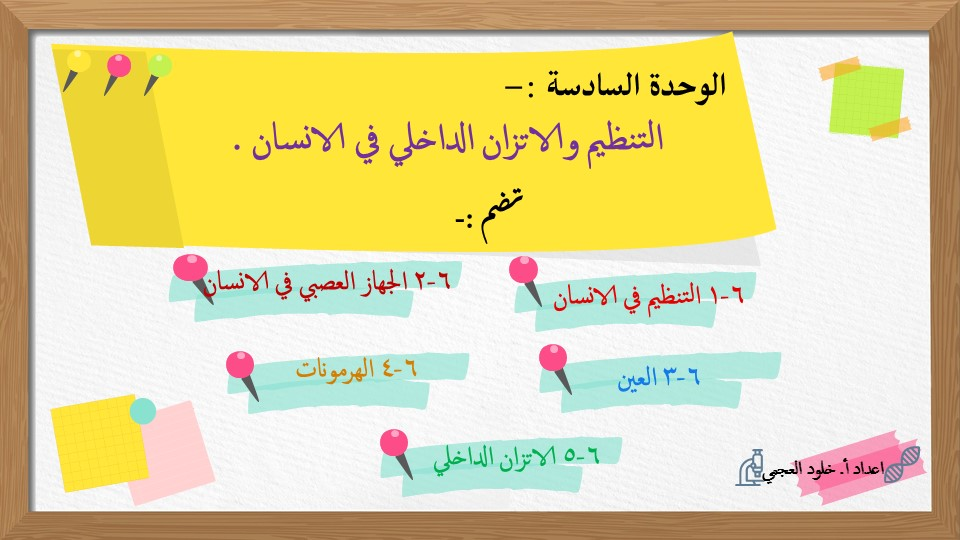 الوحدة السادسة :–
التنظيم والاتزان الداخلي في الانسان .
تضم :-
٦-١ التنظيم في الانسان
٦-٢ الجهاز العصبي في الانسان
٦-٣ العين
٦-٤ الهرمونات
٦-٥ الاتزان الداخلي
اعداد أ. خلود العجمي